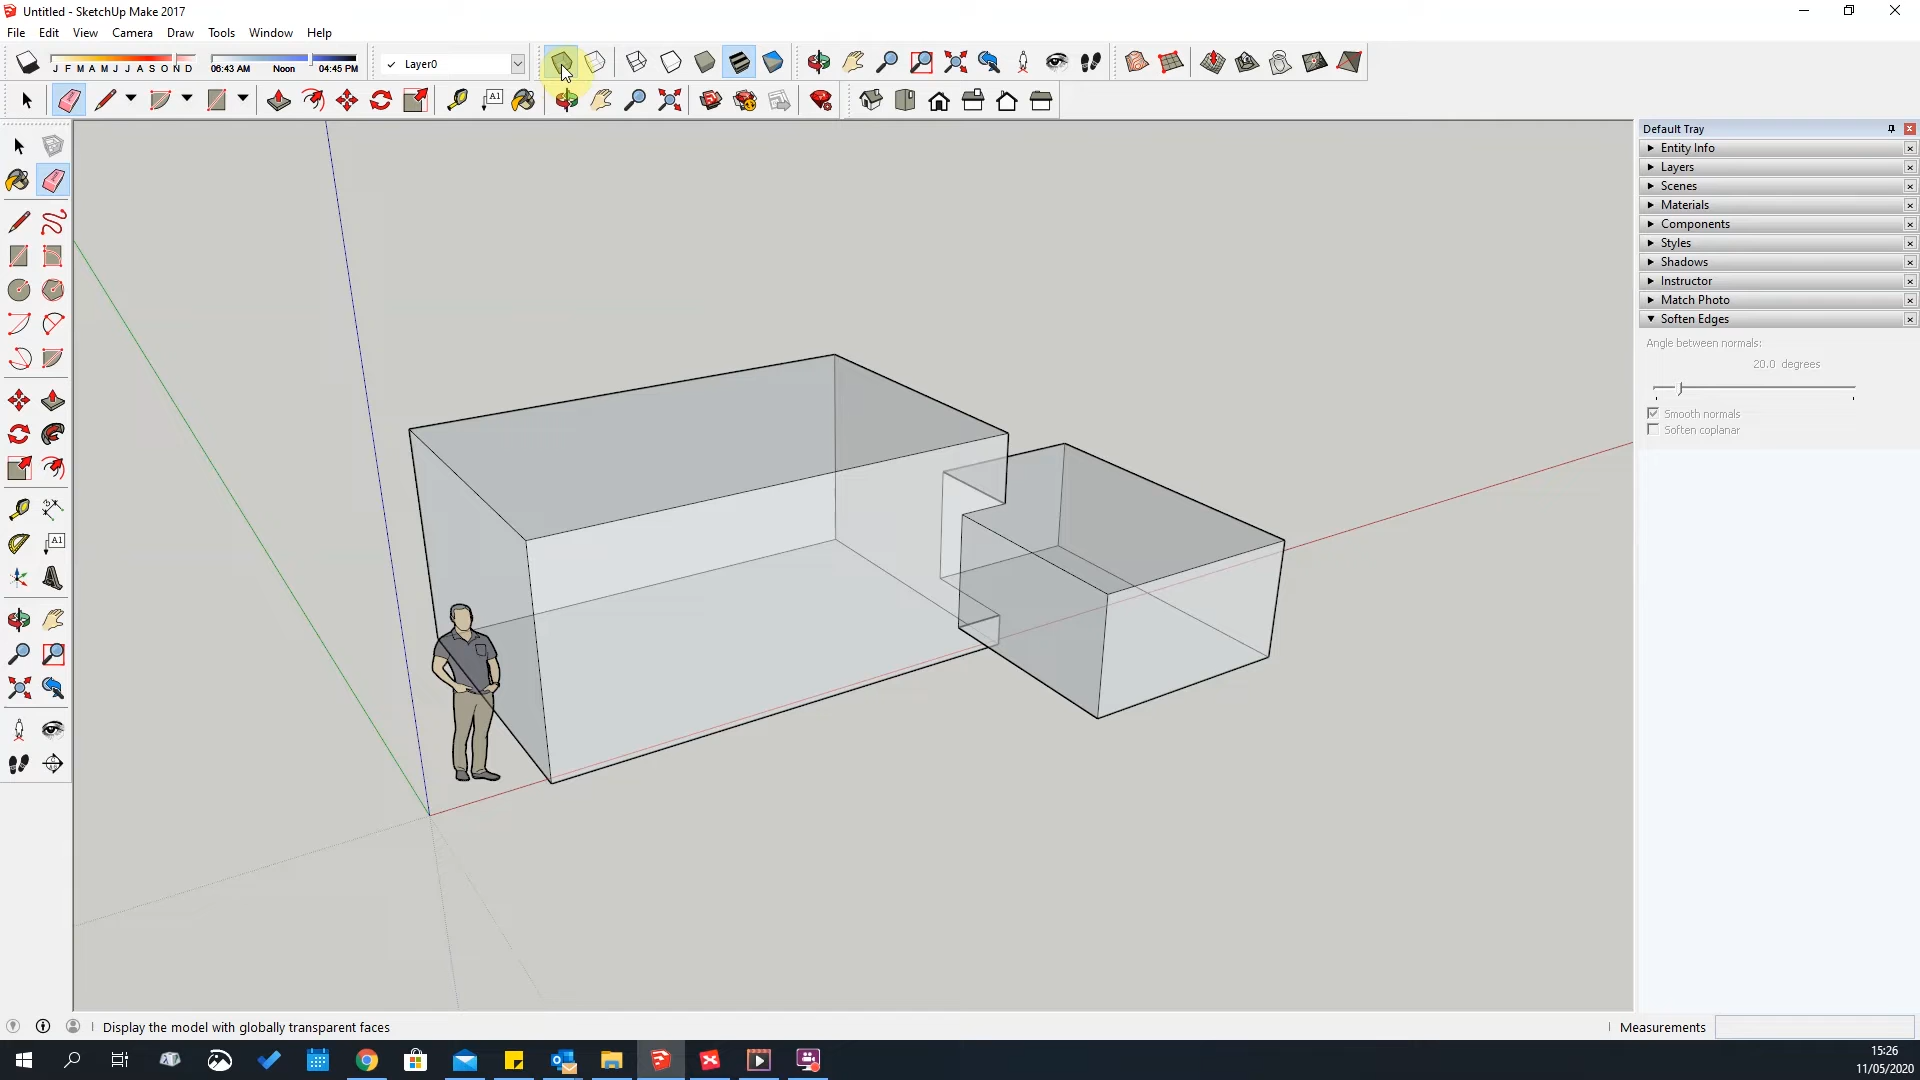 Untitled - SketchUp Make 2017
File Edit View Camera Draw Tools Window Help
J F M A M J J A S O N D
06:43 AM Noon 04:45 PM
Layer0
A1
Default Tray
Entity Info
Layers
Scenes
Materials
Components
Styles
Shadows
Instructor
Match Photo
Soften Edges
Angle between normals:
20.0 degrees
Smooth normals
Soften coplanar
A1
Display the model with globally transparent faces
Measurements
15:26
11/05/2020